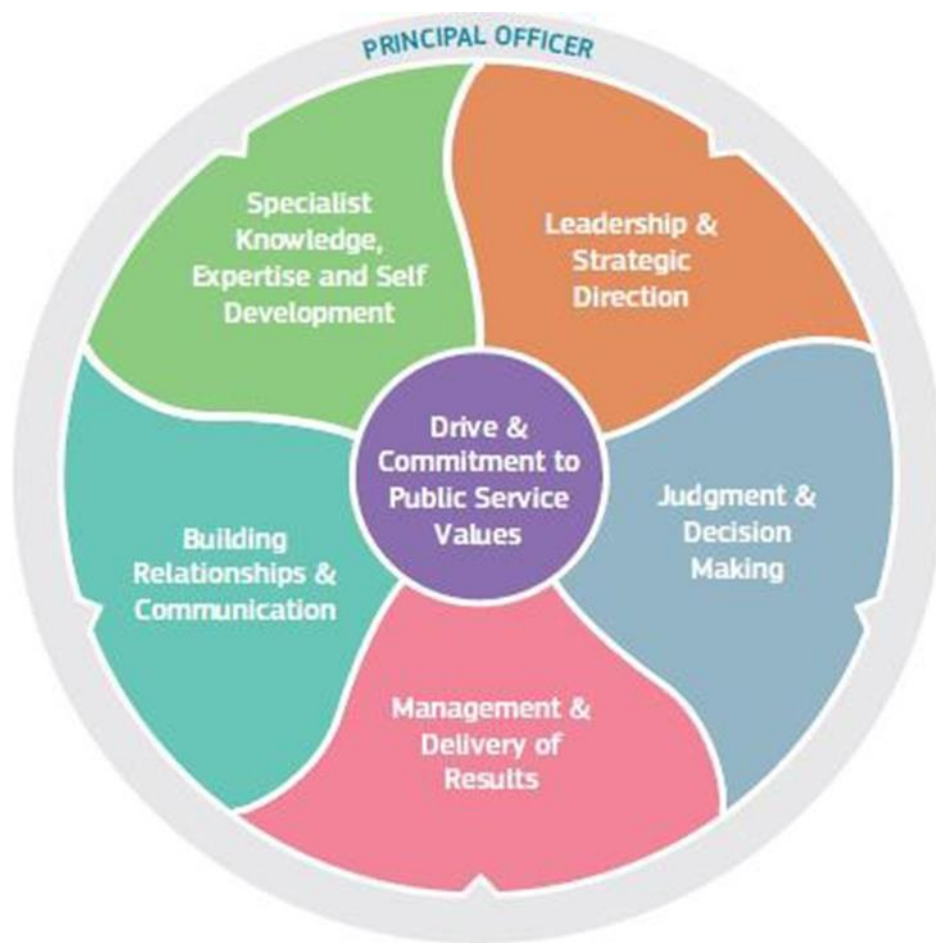 PRINCIPAL OFFICER
Specialist
Knowledge,
Expertise and Self
Development
Leadership &
Strategic
Direction
Drive &
Commitment to
Public Service
Values
Judgment &
Decision
Making
Building
Relationships &
Communication
Management &
Delivery of
Results